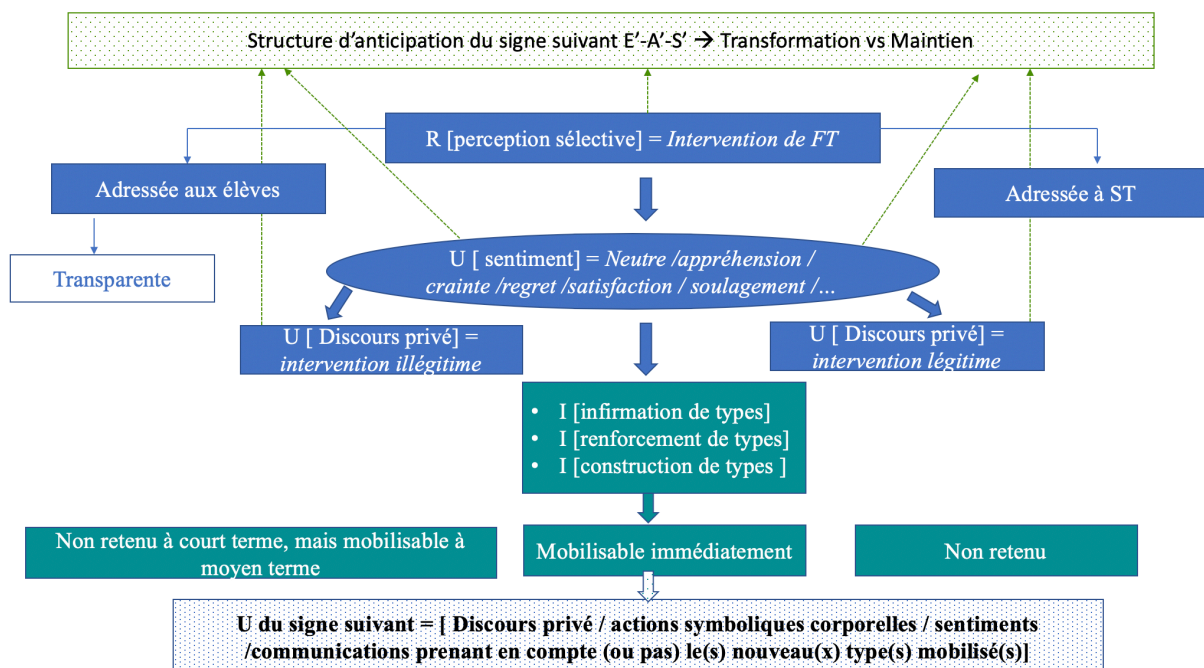 Structure d’anticipation du signe suivant E’-A’-S’ → Transformation vs Maintien
R [perception sélective] = Intervention de FT
Adressée aux élèves
Adressée à ST
Transparente
U [ sentiment] = Neutre /appréhension /
crainte /regret /satisfaction / soulagement /...
U [ Discours privé] =
intervention illégitime
U [ Discours privé] =
intervention légitime
• I [infirmation de types]
• I [renforcement de types]
• I [construction de types ]
Non retenu à court terme, mais mobilisable à
moyen terme
Mobilisable immédiatement
Non retenu
U du signe suivant = [ Discours privé / actions symboliques corporelles / sentiments
/communications prenant en compte (ou pas) le(s) nouveau(x) type(s) mobilisé(s)]